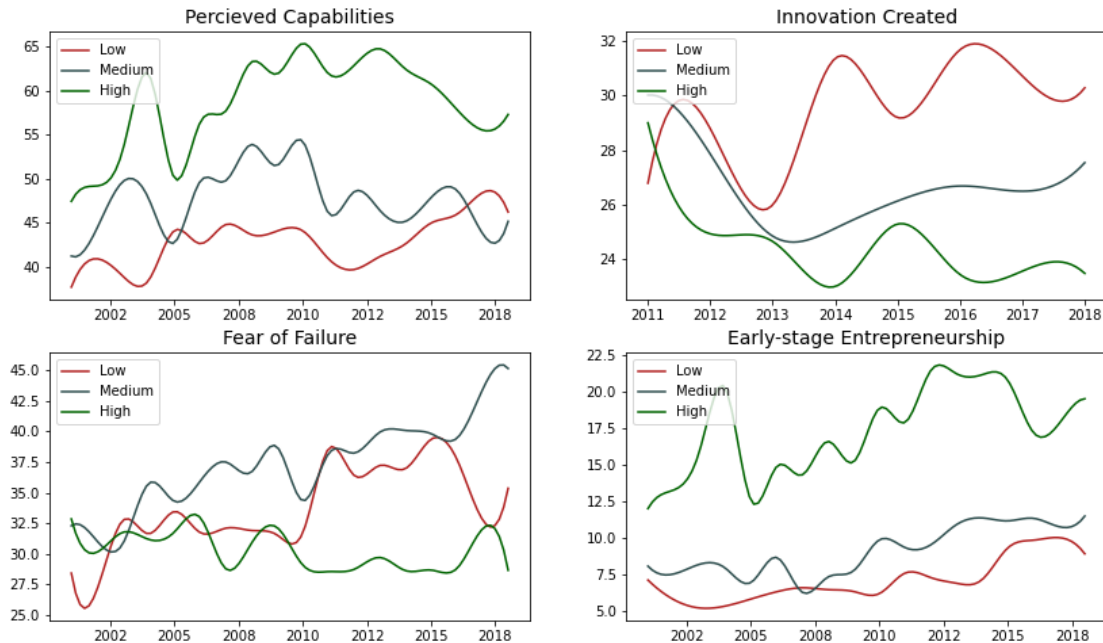 Percieved Capabilities
65
60
55
50
45
40
Low
Medium
High
2002 2005 2008 2010 2012 2015 2018
Innovation Created
32
30
28
26
24
Low
Medium
High
2011 2012 2013 2014 2015 2016 2017 2018
Fear of Failure
45.0
42.5
40.0
37.5
35.0
32.5
30.0
27.5
25.0
Low
Medium
High
2002 2005 2008 2010 2012 2015 2018
Early-stage Entrepreneurship
22.5
20.0
17.5
15.0
12.5
10.0
7.5
5.0
Low
Medium
High
2002 2005 2008 2010 2012 2015 2018